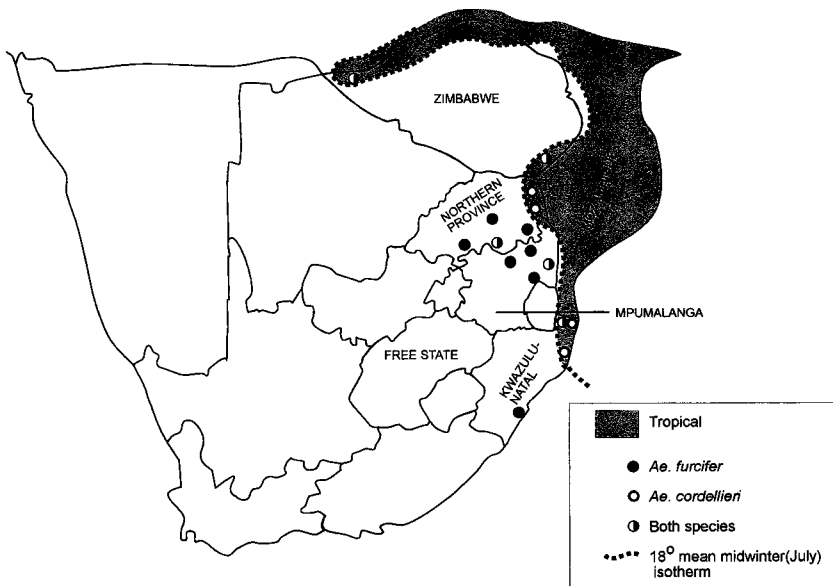 ZIMBABWE
NORTHERN
PROVINCE
MPUMALANGA
FREE STATE
KWAZULU-
NATAL
Tropical
Ae. furcifer
Ae. cordellieri
Both species
18° mean midwinter(July)
isotherm